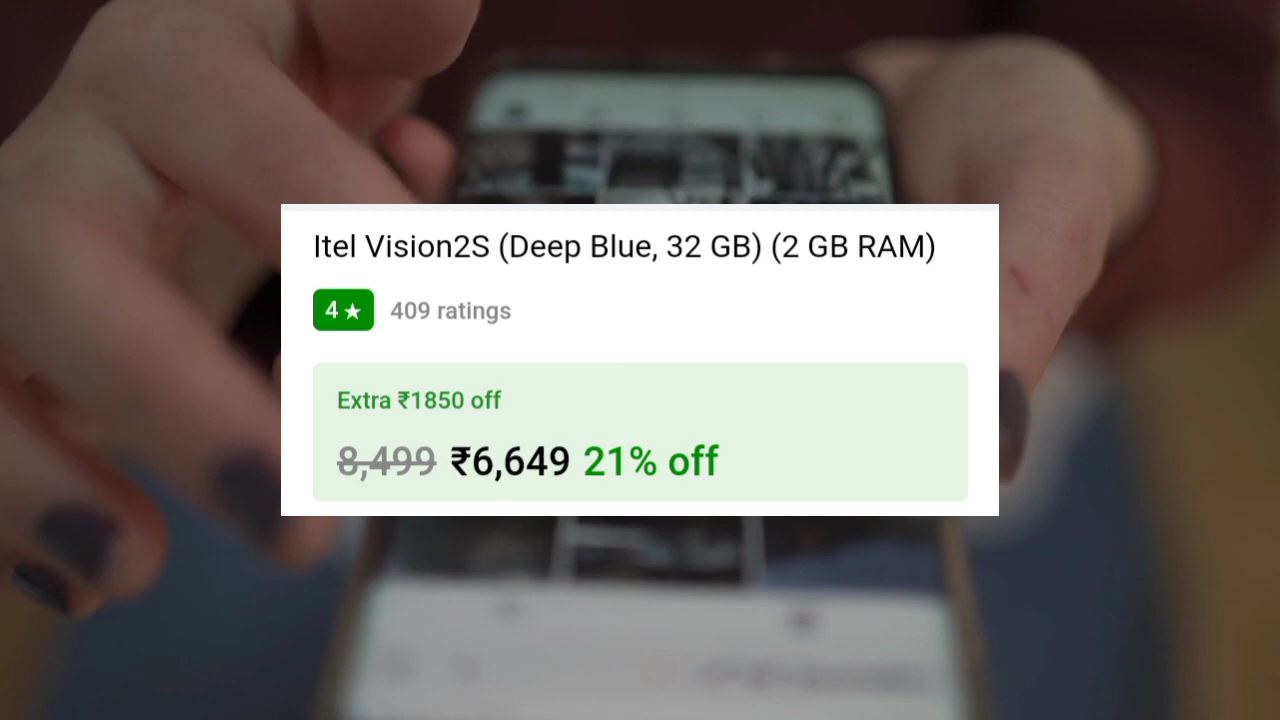 Itel Vision2S (Deep Blue, 32 GB) (2 GB RAM)
4★ 409 ratings
Extra ₹1850 off
8,499 ₹6,649 21% off